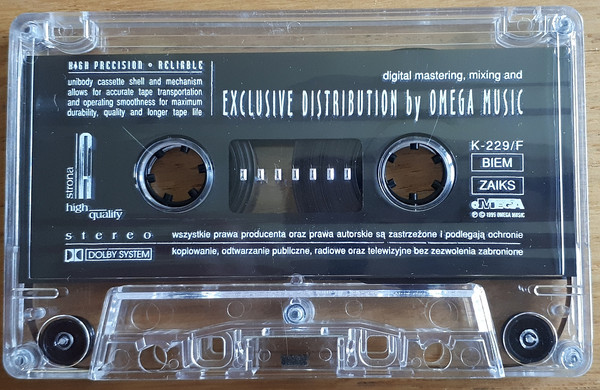 HIGH PRECISION • RELIABLE
unibody cassette shell and mechanism
allows for accurate tape transportation
and operating smoothness for maximum
durability, quality and longer tape life
digital mastering, mixing and
EXCLUSIVE DISTRIBUTION by OMEGA MUSIC
K-229/F
BIEM
ZAIKS
OMEGA
℗ © 1995 OMEGA MUSIC
strona
high quality
stereo
wszystkie prawa producenta oraz prawa autorskie są zastrzeżone i podlegają ochronie
DOLBY SYSTEM
kopiowanie, odtwarzanie publiczne, radiowe oraz telewizyjne bez zezwolenia zabronione